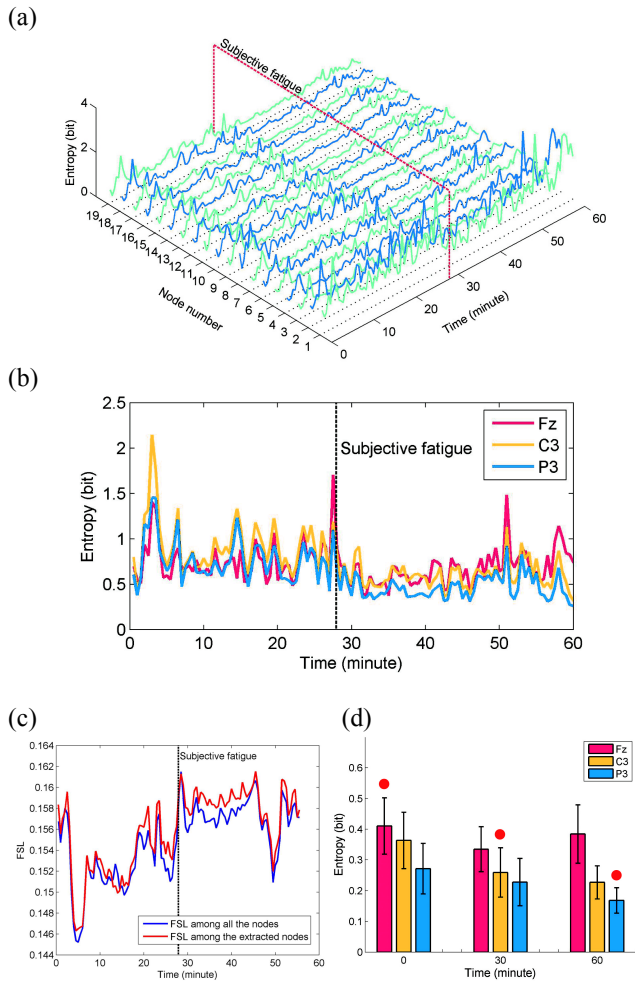 (a)
Subjective fatigue
4
2
0
Entropy (bit)
19 18 17 16 15 14 13 12 11 10 9 8 7 6 5 4 3 2 1
Node number
0 10 20 30 40 50 60
Time (minute)
(b)
2.5
2
1.5
1
0.5
0
Entropy (bit)
Fz
C3
P3
Subjective fatigue
0 10 20 30 40 50 60
Time (minute)
(c)
0.164
0.162
0.16
0.158
0.156
0.154
0.152
0.15
0.148
0.146
0.144
FSL
Subjective fatigue
FSL among all the nodes
FSL among the extracted nodes
0 5 10 15 20 25 30 35 40 45 50 55 60
Time (minute)
(d)
Fz
C3
P3
0.6
0.5
0.4
0.3
0.2
0.1
0
Entropy (bit)
0 30 60
Time (minute)